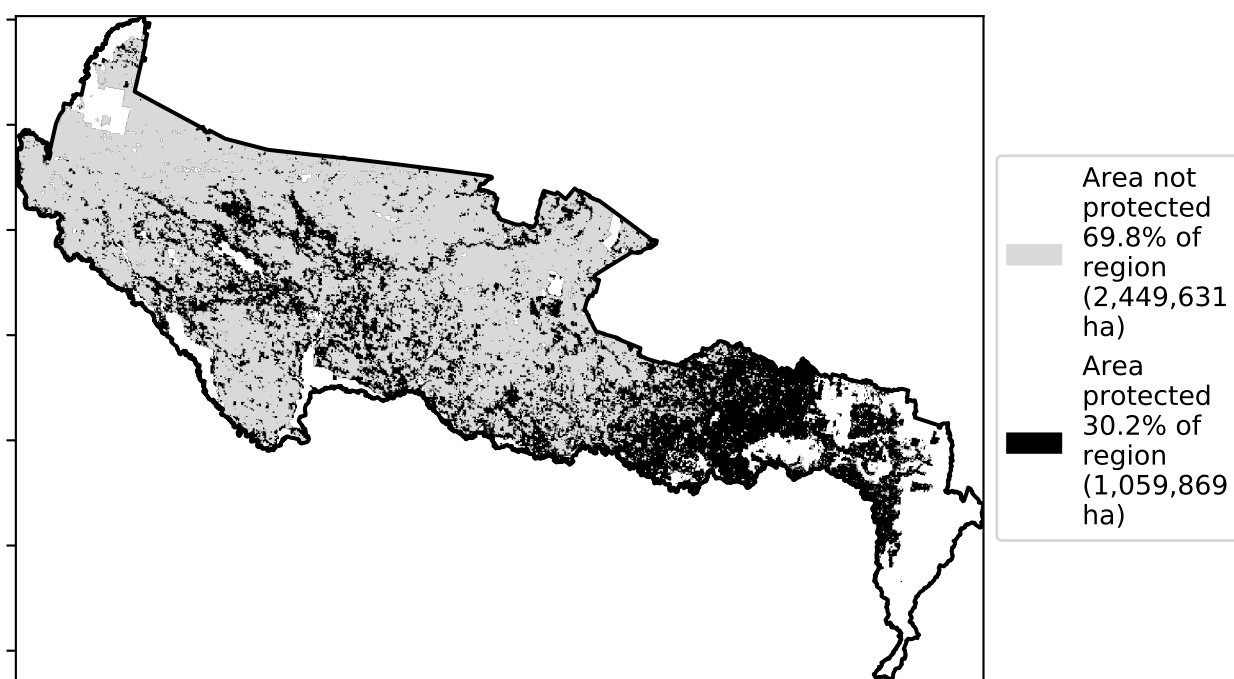 Area not
protected
69.8% of
region
(2,449,631
ha)
Area
protected
30.2% of
region
(1,059,869
ha)